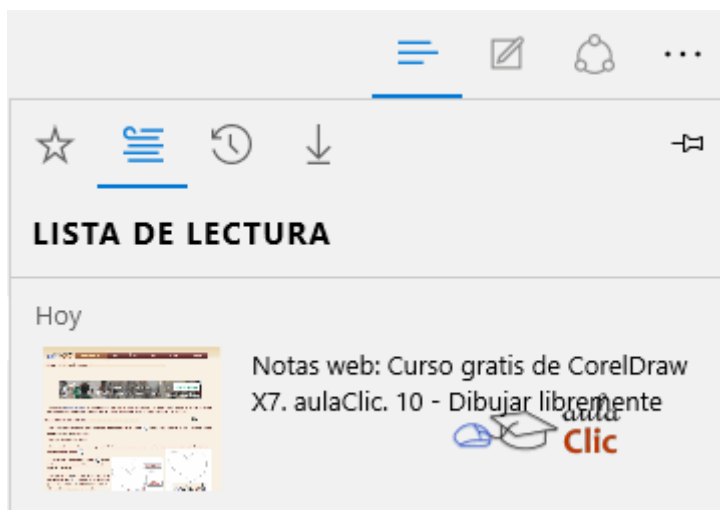 LISTA DE LECTURA
Hoy
Notas web: Curso gratis de CorelDraw
X7. aulaClic. 10 - Dibujar libremente
aula
Clic